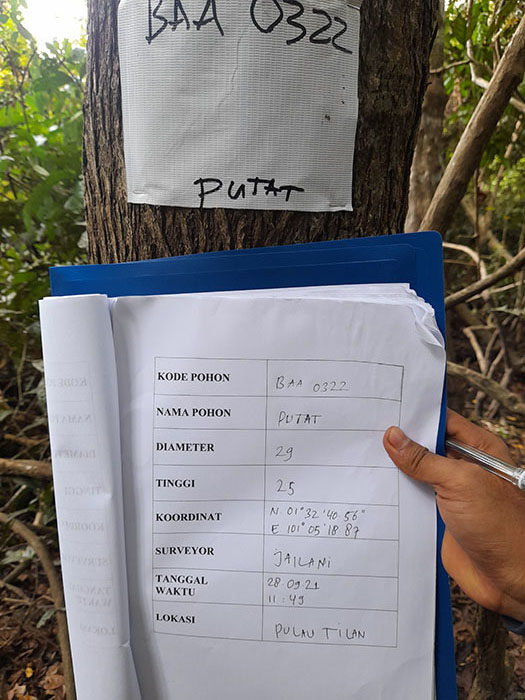 BAA 0322
PUTAT
KODE POHON BAA 0322
NAMA POHON PUTAT
DIAMETER 29
TINGGI 25
KOORDINAT N. 01° 32' 40 56"
E 101° 05' 18 87
SURVEYOR JAILANI
TANGGAL 28 09 21
WAKTU 11:49
LOKASI PULAU TILAN